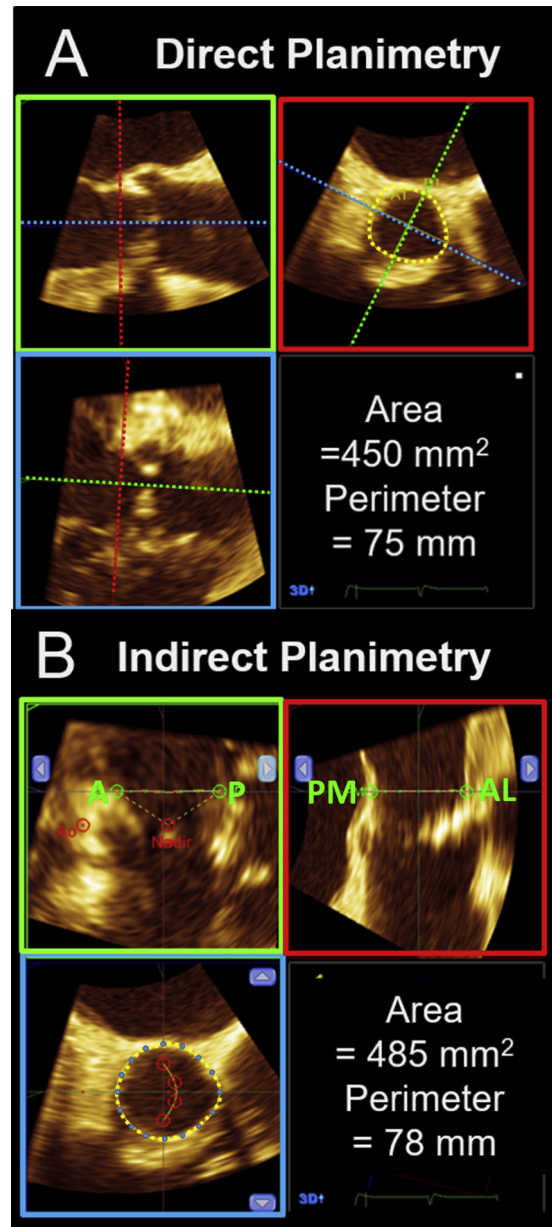 A Direct Planimetry
Area
=450 mm²
Perimeter
= 75 mm
3D
B Indirect Planimetry
A P
Ao Nadir
PM AL
Area
= 485 mm²
Perimeter
= 78 mm
3D